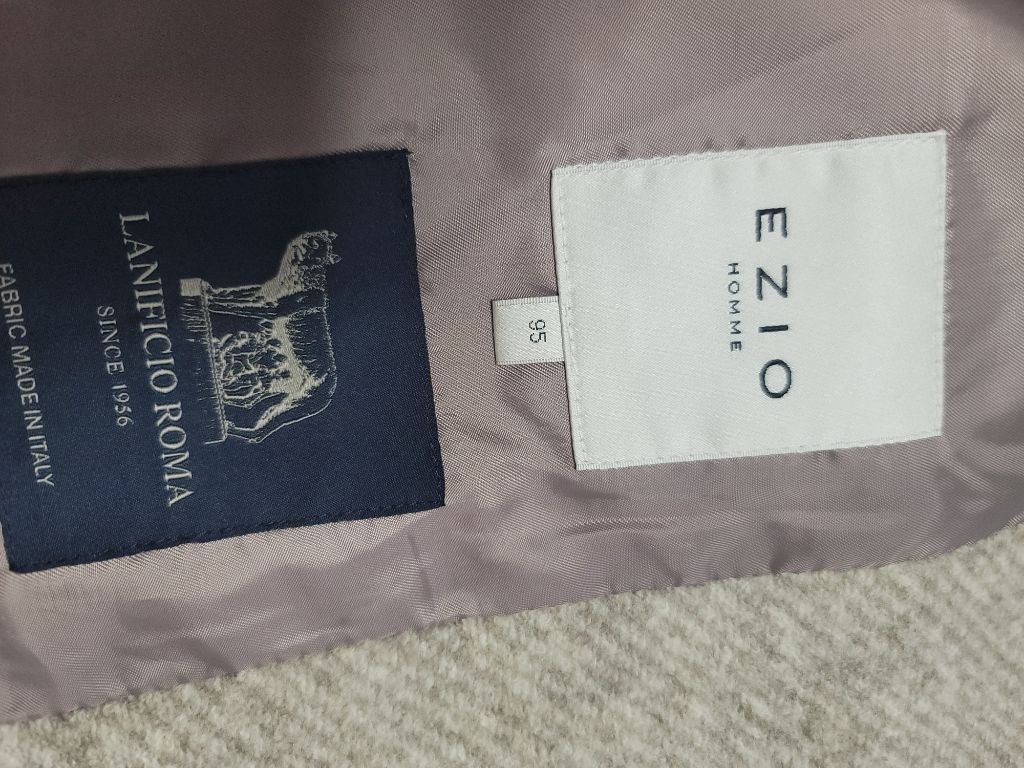 EZIO
HOMME
95
LANIFICIO ROMA
SINCE 1956
FABRIC MADE IN ITALY